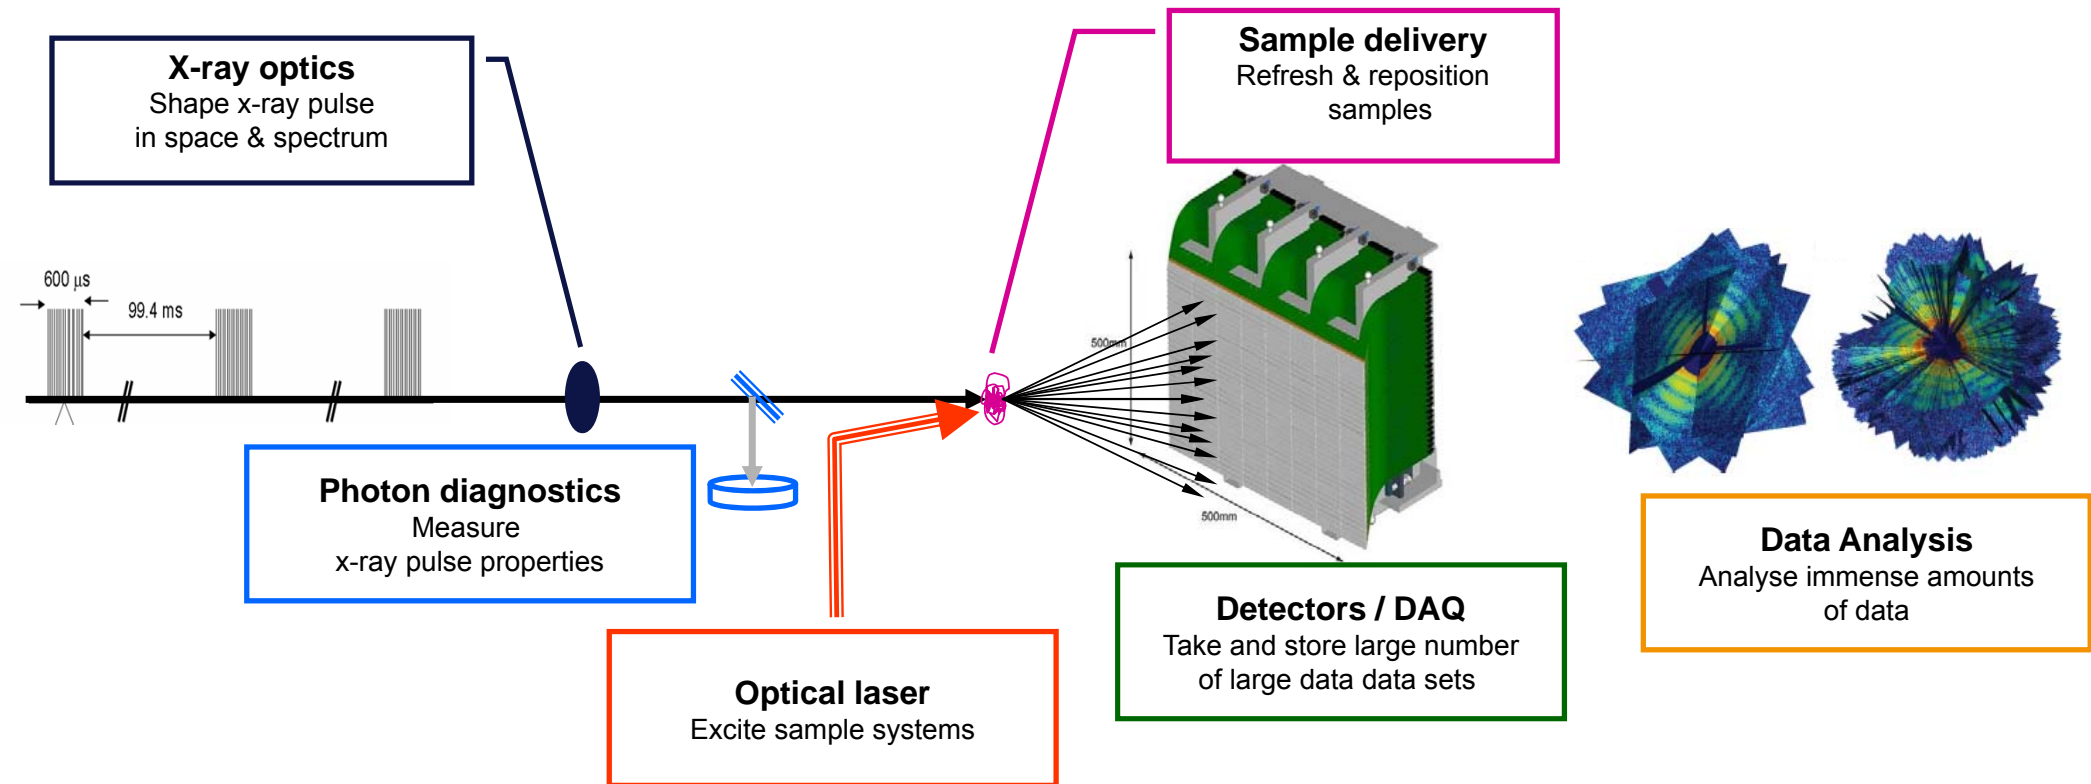 X-ray optics
Shape x-ray pulse
in space & spectrum
Sample delivery
Refresh & reposition
samples
600 µs
99.4 ms
500mm
500mm
Photon diagnostics
Measure
x-ray pulse properties
Optical laser
Excite sample systems
Detectors / DAQ
Take and store large number
of large data data sets
Data Analysis
Analyse immense amounts
of data